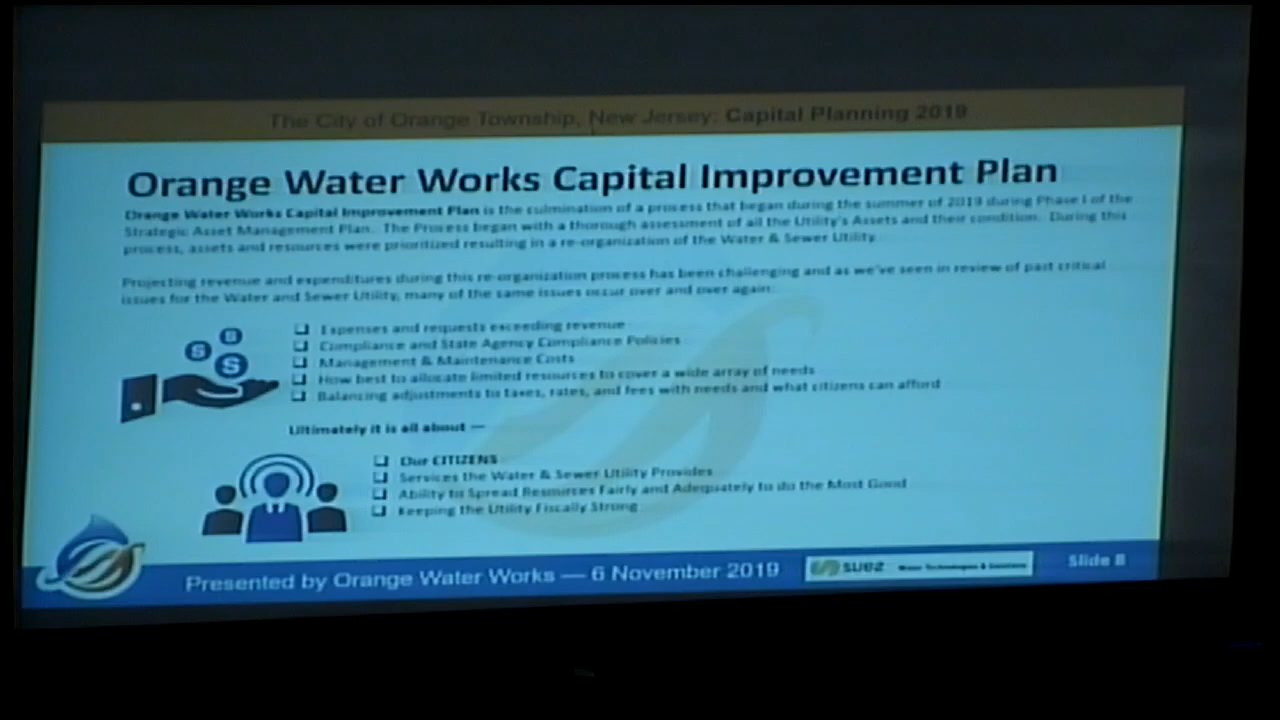 The City of Orange Township, New Jersey: Capital Planning 2019
Orange Water Works Capital Improvement Plan
Orange Water Works Capital Improvement Plan is the culmination of a process that began during the summer of 2019 during Phase I of the
Strategic Asset Management Plan. The Process began with a thorough assessment of all the Utility's Assets and their condition. During this
process, assets and resources were prioritized resulting in a re-organization of the Water & Sewer Utility.
Projecting revenue and expenditures during this re-organization process has been challenging and as we've seen in review of past critical
issues for the Water and Sewer Utility, many of the same issues occur over and over again:
❑ Expenses and requests exceeding revenue
❑ Compliance and State Agency Compliance Policies
❑ Management & Maintenance Costs
❑ How best to allocate limited resources to cover a wide array of needs
❑ Balancing adjustments to taxes, rates, and fees with needs and what citizens can afford
Ultimately it is all about —
❑ Our CITIZENS
❑ Services the Water & Sewer Utility Provides
❑ Ability to Spread Resources Fairly and Adequately to do the Most Good
❑ Keeping the Utility Fiscally Strong
Presented by Orange Water Works — 6 November 2019
suez Water Technologies & Solutions
Slide 8